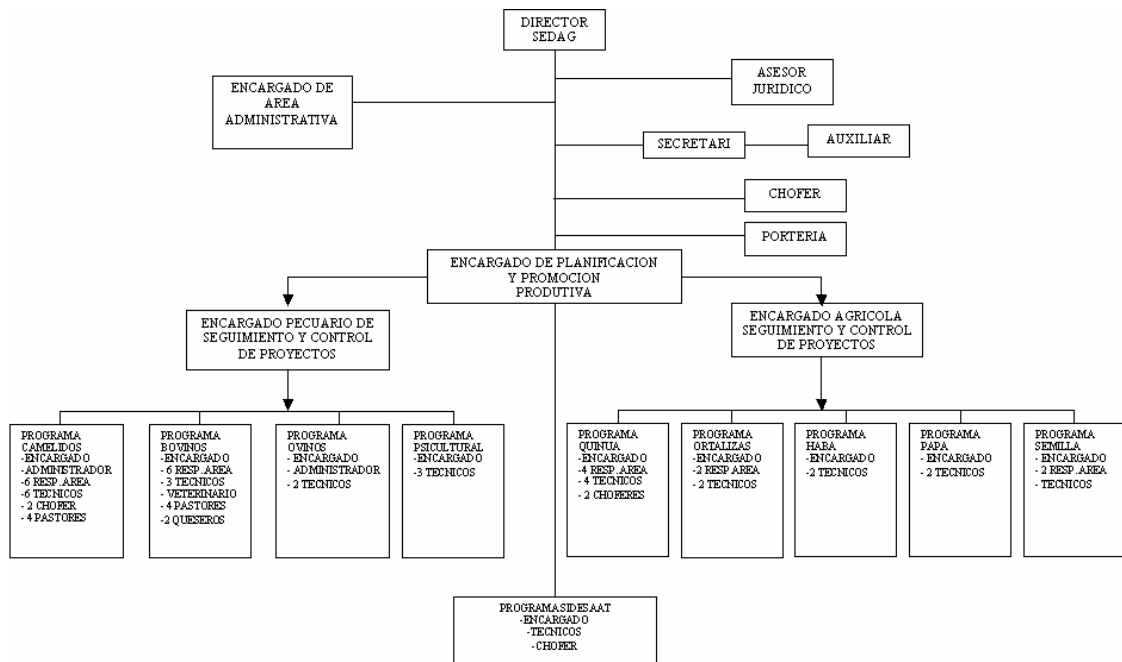 DIRECTOR
SEDAG
ASESOR
JURIDICO
ENCARGADO DE
AREA
ADMINISTRATIVA
SECRETARI
AUXILIAR
CHOFER
PORTERIA
ENCARGADO DE PLANIFICACION
Y PROMOCION
PRODUTIVA
ENCARGADO PECUARIO DE
SEGUIMIENTO Y CONTROL
DE PROYECTOS
ENCARGADO AGRICOLA
SEGUIMIENTO Y CONTROL
DE PROYECTOS
PROGRAMA
CAMELIDOS
-ENCARGADO
-ADMINISTRADOR
-6 RESP. AREA
-6 TECNICOS
- 2 CHOFER
- 4 PASTORES
PROGRAMA
BOVINOS
-ENCARGADO
- 6 RESP. AREA
- 3 TECNICOS
- VETERINARIO
- 4 PASTORES
-2 QUESEROS
PROGRAMA
OVINOS
- ENCARGADO
- ADMINISTRADOR
- 2 TECNICOS
PROGRAMA
PSICULTURAL
-ENCARGADO
-3 TECNICOS
PROGRAMA
QUINUA
-ENCARGADO
-4 RESP. AREA
- 4 TECNICOS
- 2 CHOFERES
PROGRAMA
ORTALIZAS
- ENCARGADO
- 2 RESP AREA
- 2 TECNICOS
PROGRAMA
HABA
- ENCARGADO
- 2 TECNICOS
PROGRAMA
PAPA
- ENCARGADO
- 2 TECNICOS
PROGRAMA
SEMILLA
- ENCARGADO
- 2 RESP. AREA
- TECNICOS
PROGRAMA SIDESAAT
-ENCARGADO
-TECNICOS
-CHOFER